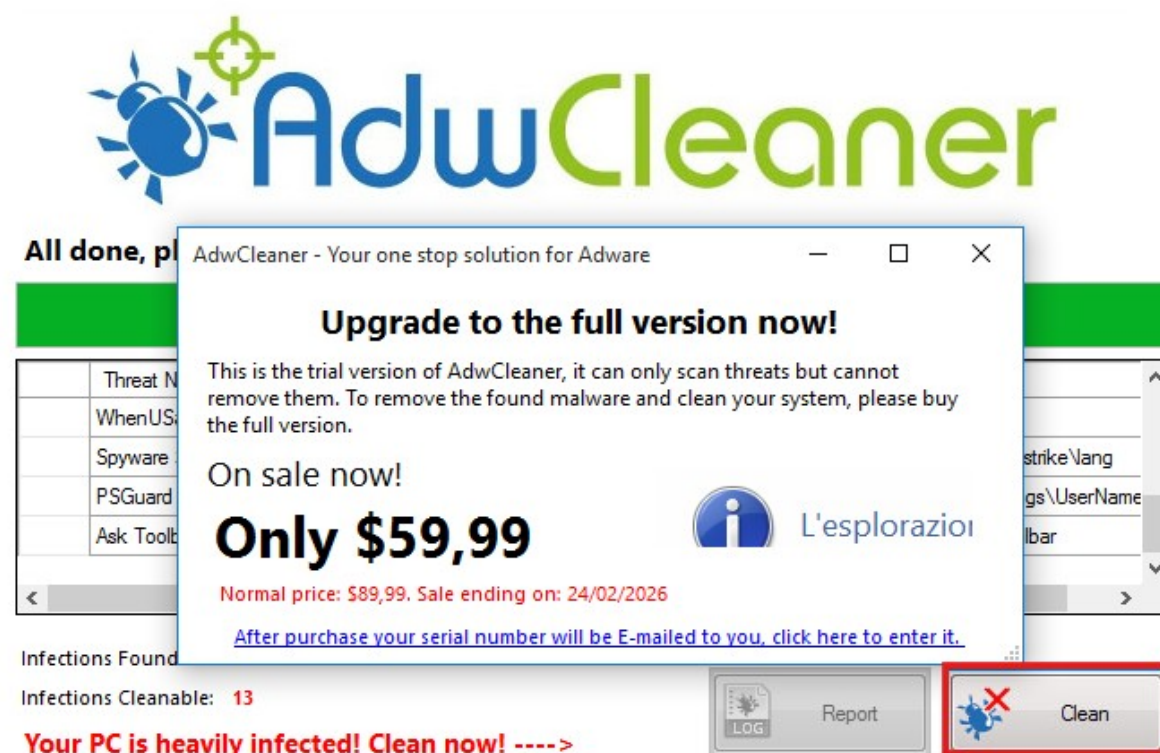 AdwCleaner
All done, pl
AdwCleaner - Your one stop solution for Adware
Upgrade to the full version now!
This is the trial version of AdwCleaner, it can only scan threats but cannot
remove them. To remove the found malware and clean your system, please buy
the full version.
On sale now!
Only $59,99
L'esplorazion
Normal price: $89,99. Sale ending on: 24/02/2026
After purchase your serial number will be E-mailed to you, click here to enter it.
Threat N
WhenUSa
Spyware
strike\lang
PSGuard
gs\UserName
Ask Toolb
lbar
Infections Found
Infections Cleanable: 13
Your PC is heavily infected! Clean now! ---->
LOG
Report
Clean